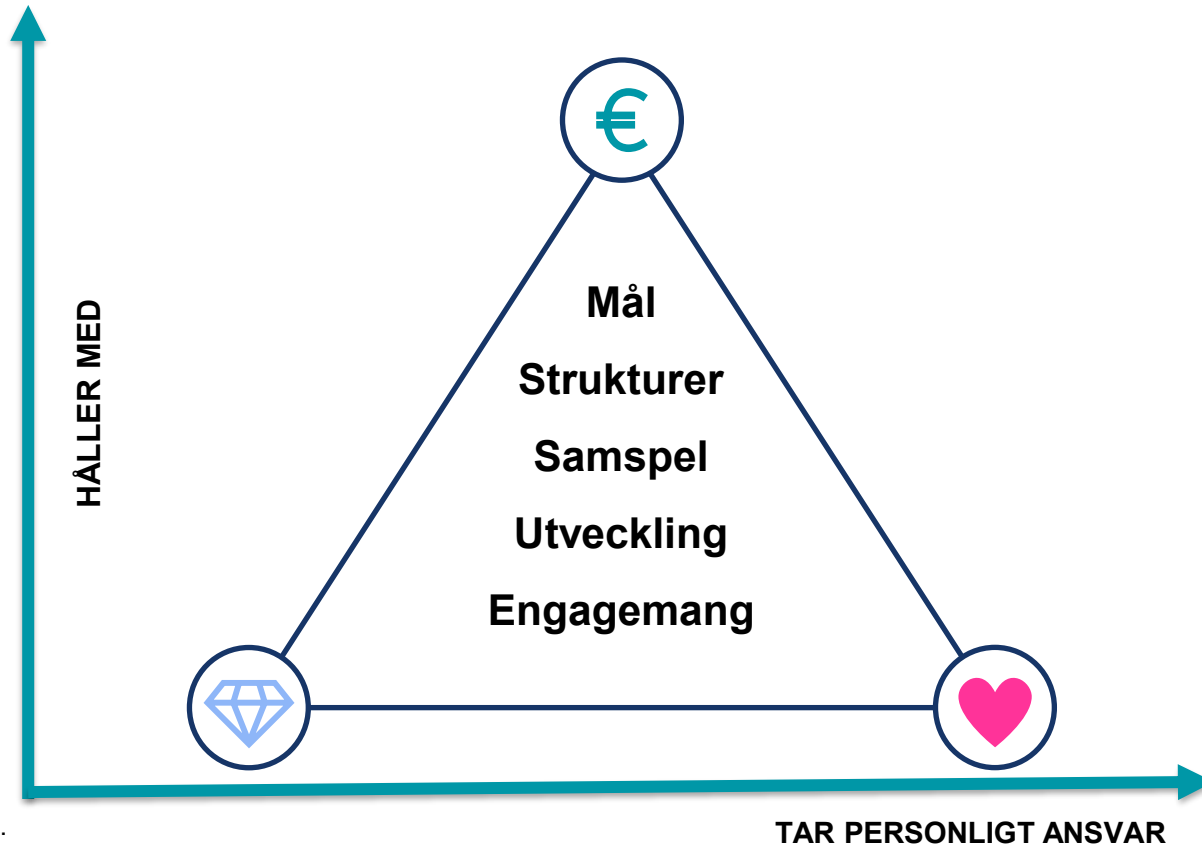 €
HÅLLER MED
Mål
Strukturer
Samspel
Utveckling
Engagemang
.
TAR PERSONLIGT ANSVAR